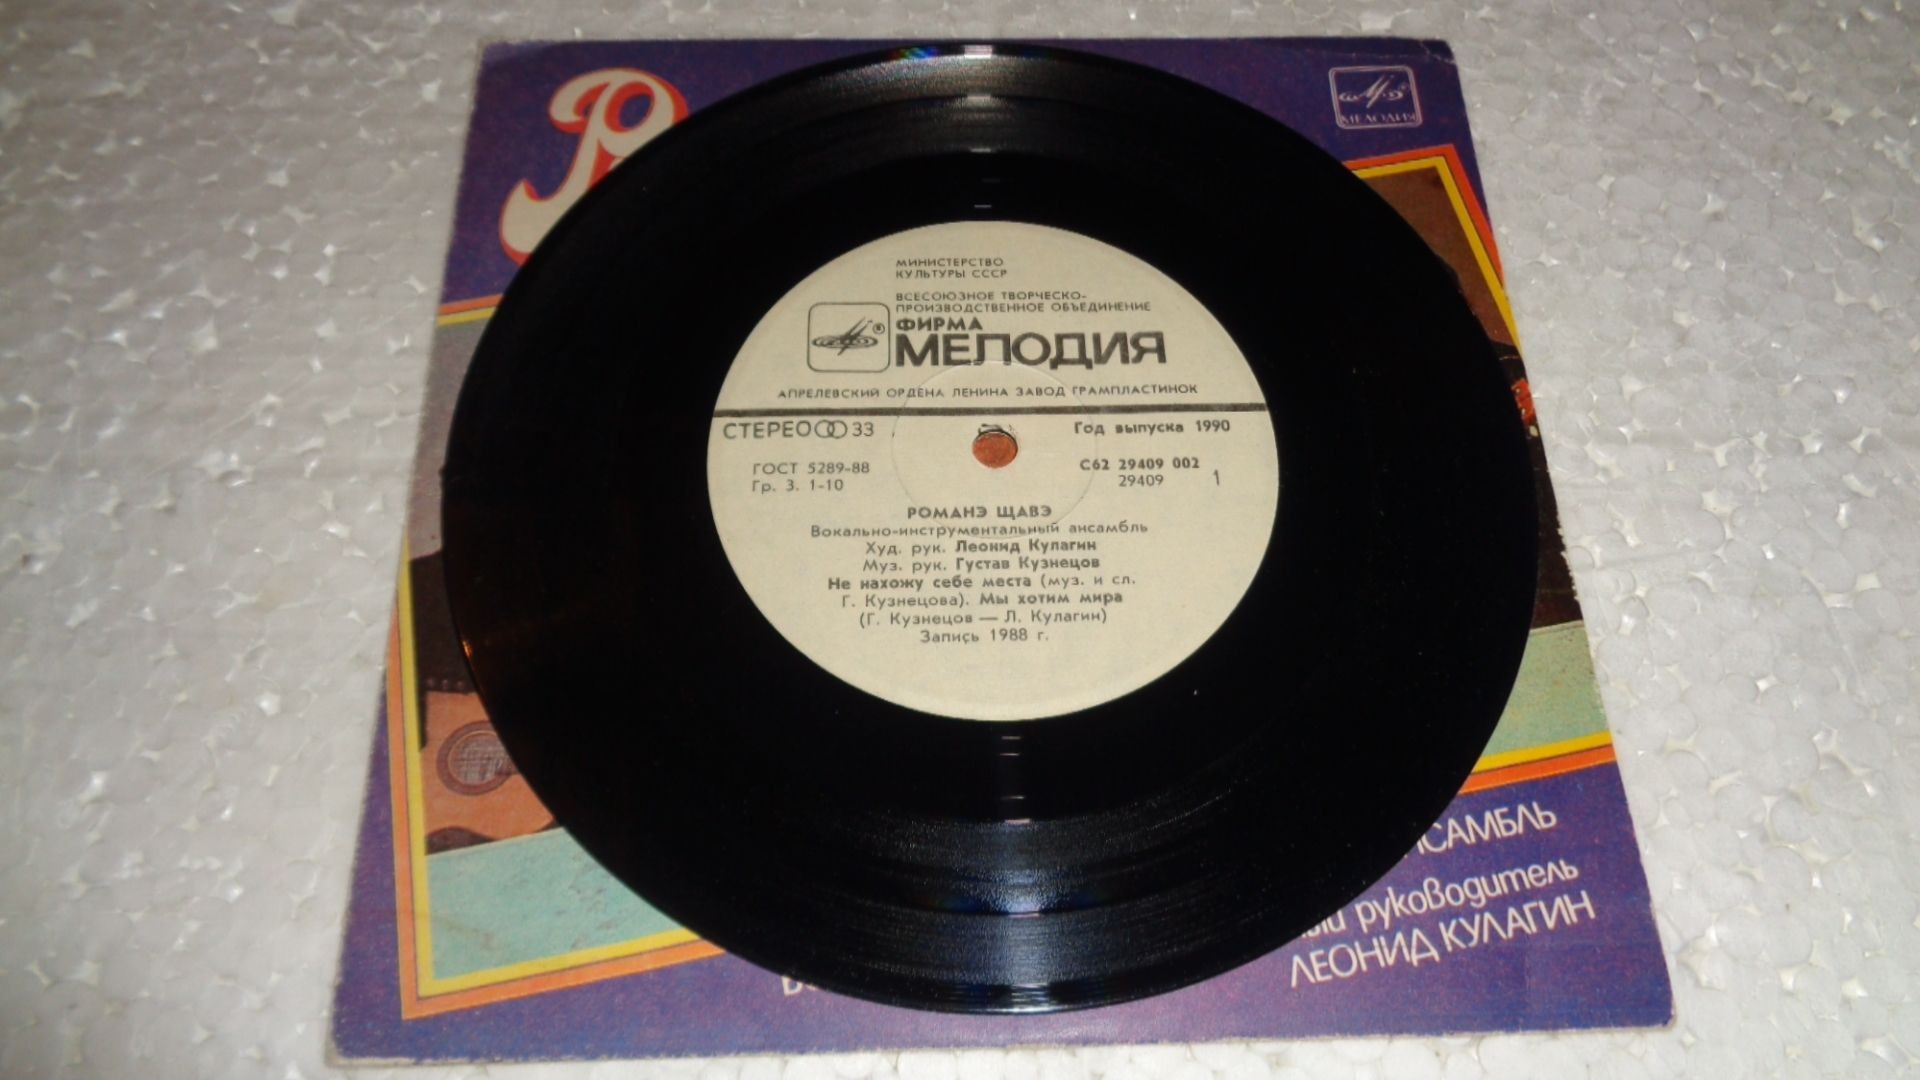 Р
МЕЛОДИЯ
МИНИСТЕРСТВО
КУЛЬТУРЫ СССР
ВСЕСОЮЗНОЕ ТВОРЧЕСКО-
ПРОИЗВОДСТВЕННОЕ ОБЪЕДИНЕНИЕ
ФИРМА
МЕЛОДИЯ
АПРЕЛЕВСКИЙ ОРДЕНА ЛЕНИНА ЗАВОД ГРАМПЛАСТИНОК
СТЕРЕО 33
Год выпуска 1990
ГОСТ 5289-88
Гр. 3. 1-10
С62 29409 002
29409 1
РОМАНЭ ЩАВЭ
Вокально-инструментальный ансамбль
Худ. рук. Леонид Кулагин
Муз. рук. Густав Кузнецов
Не нахожу себе места (муз. и сл.
Г. Кузнецова). Мы хотим мира
(Г. Кузнецов — Л. Кулагин)
Запись 1988 г.
НСАМБЛЬ
ый руководитель
ЛЕОНИД КУЛАГИН